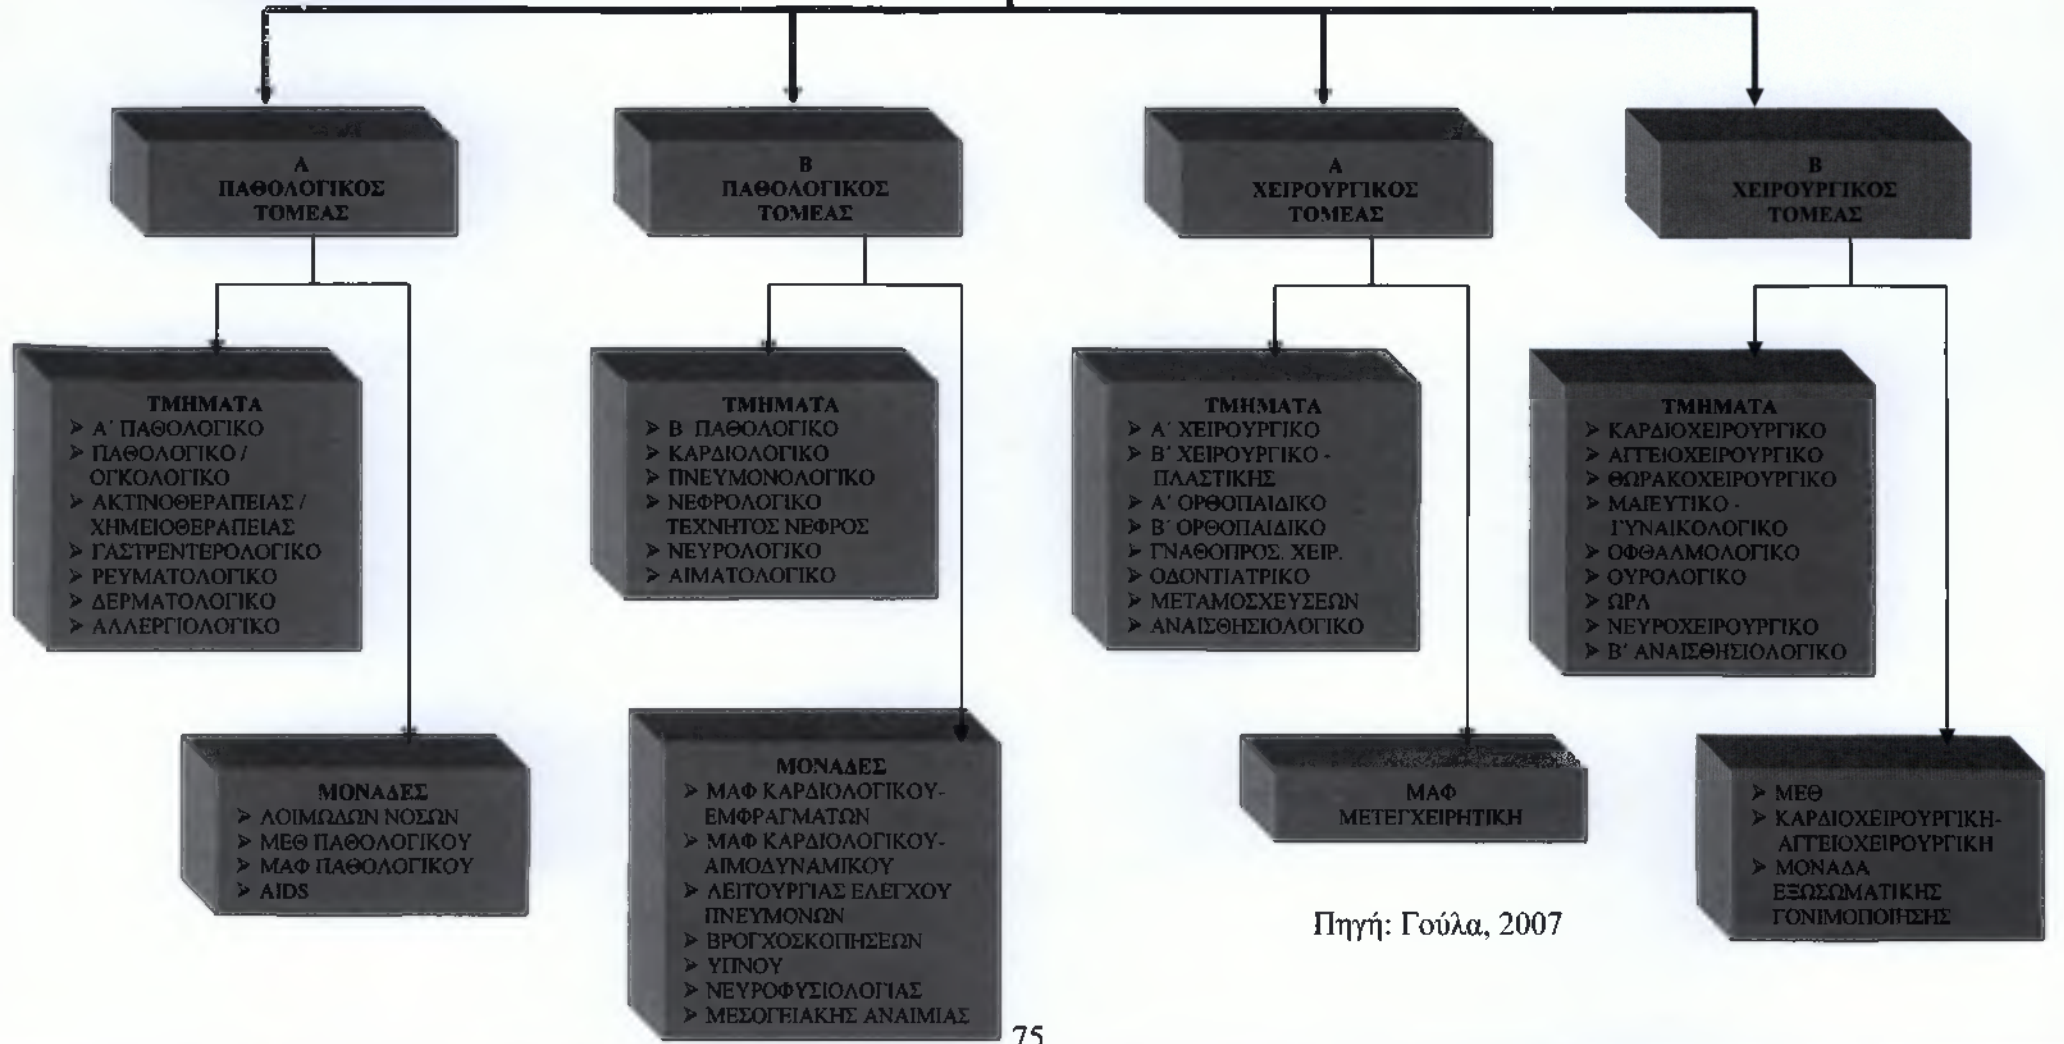 Α
ΠΑΘΟΛΟΓΙΚΟΣ
ΤΟΜΕΑΣ
Β
ΠΑΘΟΛΟΓΙΚΟΣ
ΤΟΜΕΑΣ
Α
ΧΕΙΡΟΥΡΓΙΚΟΣ
ΤΟΜΕΑΣ
Β
ΧΕΙΡΟΥΡΓΙΚΟΣ
ΤΟΜΕΑΣ
ΤΜΗΜΑΤΑ
➢ Α΄ ΠΑΘΟΛΟΓΙΚΟ
➢ ΠΑΘΟΛΟΓΙΚΟ /
ΟΓΚΟΛΟΓΙΚΟ
➢ ΑΚΤΙΝΟΘΕΡΑΠΕΙΑΣ /
ΧΗΜΕΙΟΘΕΡΑΠΕΙΑΣ
➢ ΓΑΣΤΡΕΝΤΕΡΟΛΟΓΙΚΟ
➢ ΡΕΥΜΑΤΟΛΟΓΙΚΟ
➢ ΔΕΡΜΑΤΟΛΟΓΙΚΟ
➢ ΑΛΛΕΡΓΙΟΛΟΓΙΚΟ
ΤΜΗΜΑΤΑ
➢ Β ΠΑΘΟΛΟΓΙΚΟ
➢ ΚΑΡΔΙΟΛΟΓΙΚΟ
➢ ΠΝΕΥΜΟΝΟΛΟΓΙΚΟ
➢ ΝΕΦΡΟΛΟΓΙΚΟ
ΤΕΧΝΗΤΟΣ ΝΕΦΡΟΣ
➢ ΝΕΥΡΟΛΟΓΙΚΟ
➢ ΑΙΜΑΤΟΛΟΓΙΚΟ
ΤΜΗΜΑΤΑ
➢ Α΄ ΧΕΙΡΟΥΡΓΙΚΟ
➢ Β΄ ΧΕΙΡΟΥΡΓΙΚΟ -
ΠΛΑΣΤΙΚΗΣ
➢ Α΄ ΟΡΘΟΠΑΙΔΙΚΟ
➢ Β΄ ΟΡΘΟΠΑΙΔΙΚΟ
➢ ΓΝΑΘΟΠΡΟΣ. ΧΕΙΡ.
➢ ΟΔΟΝΤΙΑΤΡΙΚΟ
➢ ΜΕΤΑΜΟΣΧΕΥΣΕΩΝ
➢ ΑΝΑΙΣΘΗΣΙΟΛΟΓΙΚΟ
ΤΜΗΜΑΤΑ
➢ ΚΑΡΔΙΟΧΕΙΡΟΥΡΓΙΚΟ
➢ ΑΓΓΕΙΟΧΕΙΡΟΥΡΓΙΚΟ
➢ ΘΩΡΑΚΟΧΕΙΡΟΥΡΓΙΚΟ
➢ ΜΑΙΕΥΤΙΚΟ -
ΓΥΝΑΙΚΟΛΟΓΙΚΟ
➢ ΟΦΘΑΛΜΟΛΟΓΙΚΟ
➢ ΟΥΡΟΛΟΓΙΚΟ
➢ ΩΡΛ
➢ ΝΕΥΡΟΧΕΙΡΟΥΡΓΙΚΟ
➢ Β΄ ΑΝΑΙΣΘΗΣΙΟΛΟΓΙΚΟ
ΜΟΝΑΔΕΣ
➢ ΛΟΙΜΩΔΩΝ ΝΟΣΩΝ
➢ ΜΕΘ ΠΑΘΟΛΟΓΙΚΟΥ
➢ ΜΑΦ ΠΑΘΟΛΟΓΙΚΟΥ
➢ AIDS
ΜΟΝΑΔΕΣ
➢ ΜΑΦ ΚΑΡΔΙΟΛΟΓΙΚΟΥ-
ΕΜΦΡΑΓΜΑΤΩΝ
➢ ΜΑΦ ΚΑΡΔΙΟΛΟΓΙΚΟΥ-
ΑΙΜΟΔΥΝΑΜΙΚΟΥ
➢ ΛΕΙΤΟΥΡΓΙΑΣ ΕΛΕΓΧΟΥ
ΠΝΕΥΜΟΝΩΝ
➢ ΒΡΟΓΧΟΣΚΟΠΗΣΕΩΝ
➢ ΥΠΝΟΥ
➢ ΝΕΥΡΟΦΥΣΙΟΛΟΓΙΑΣ
➢ ΜΕΣΟΓΕΙΑΚΗΣ ΑΝΑΙΜΙΑΣ
ΜΑΦ
ΜΕΤΕΓΧΕΙΡΗΤΙΚΗ
➢ ΜΕΘ
➢ ΚΑΡΔΙΟΧΕΙΡΟΥΡΓΙΚΗ-
ΑΓΓΕΙΟΧΕΙΡΟΥΡΓΙΚΗ
➢ ΜΟΝΑΔΑ
ΕΞΩΣΩΜΑΤΙΚΗΣ
ΓΟΝΙΜΟΠΟΙΗΣΗΣ
Πηγή: Γούλα, 2007
75